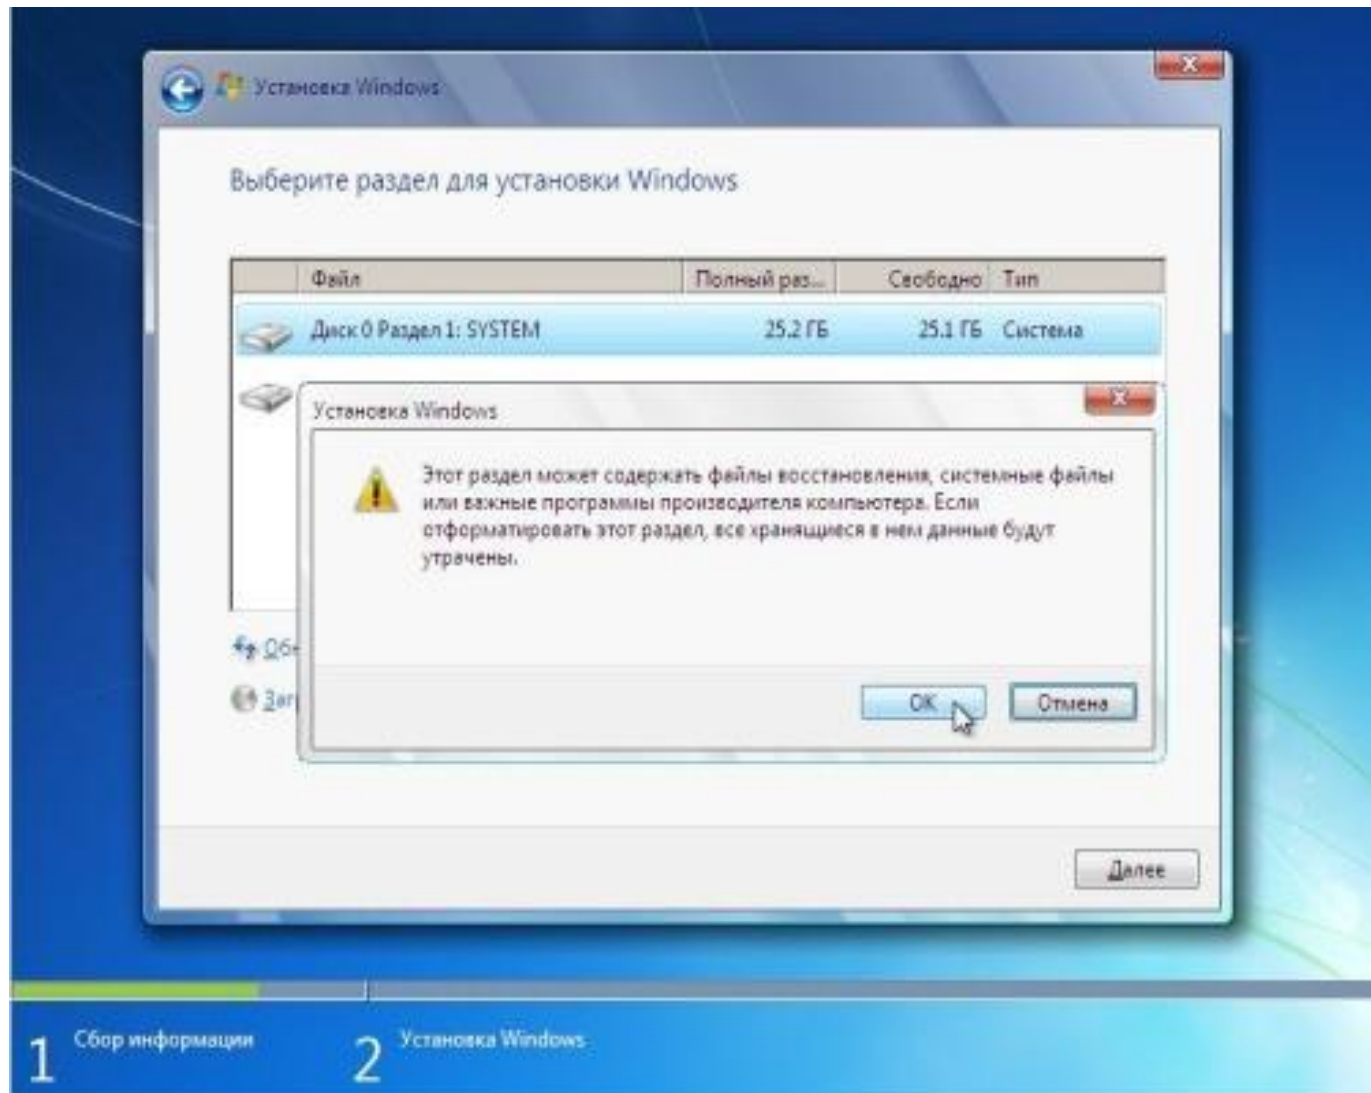 Установка Windows
Выберите раздел для установки Windows
Файл Полный раз... Свободно Тип
Диск 0 Раздел 1: SYSTEM 25.2 ГБ 25.1 ГБ Система
Установка Windows
Этот раздел может содержать файлы восстановления, системные файлы
или важные программы производителя компьютера. Если
отформатировать этот раздел, все хранящиеся в нем данные будут
утрачены.
Обн
Заг
ОК Отмена
Далее
1 Сбор информации 2 Установка Windows